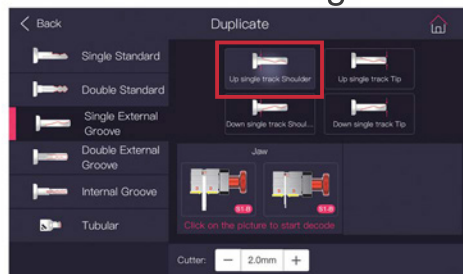 Back
Duplicate
Single Standard
Double Standard
Single External
Groove
Double External
Groove
Internal Groove
Tubular
Up single track Shoulder
Up single track Tip
Down single track Shoul...
Down single track Tip
Jaw
S1-B
S1-B
Click on the picture to start decode
Cutter:
− 2.0mm +